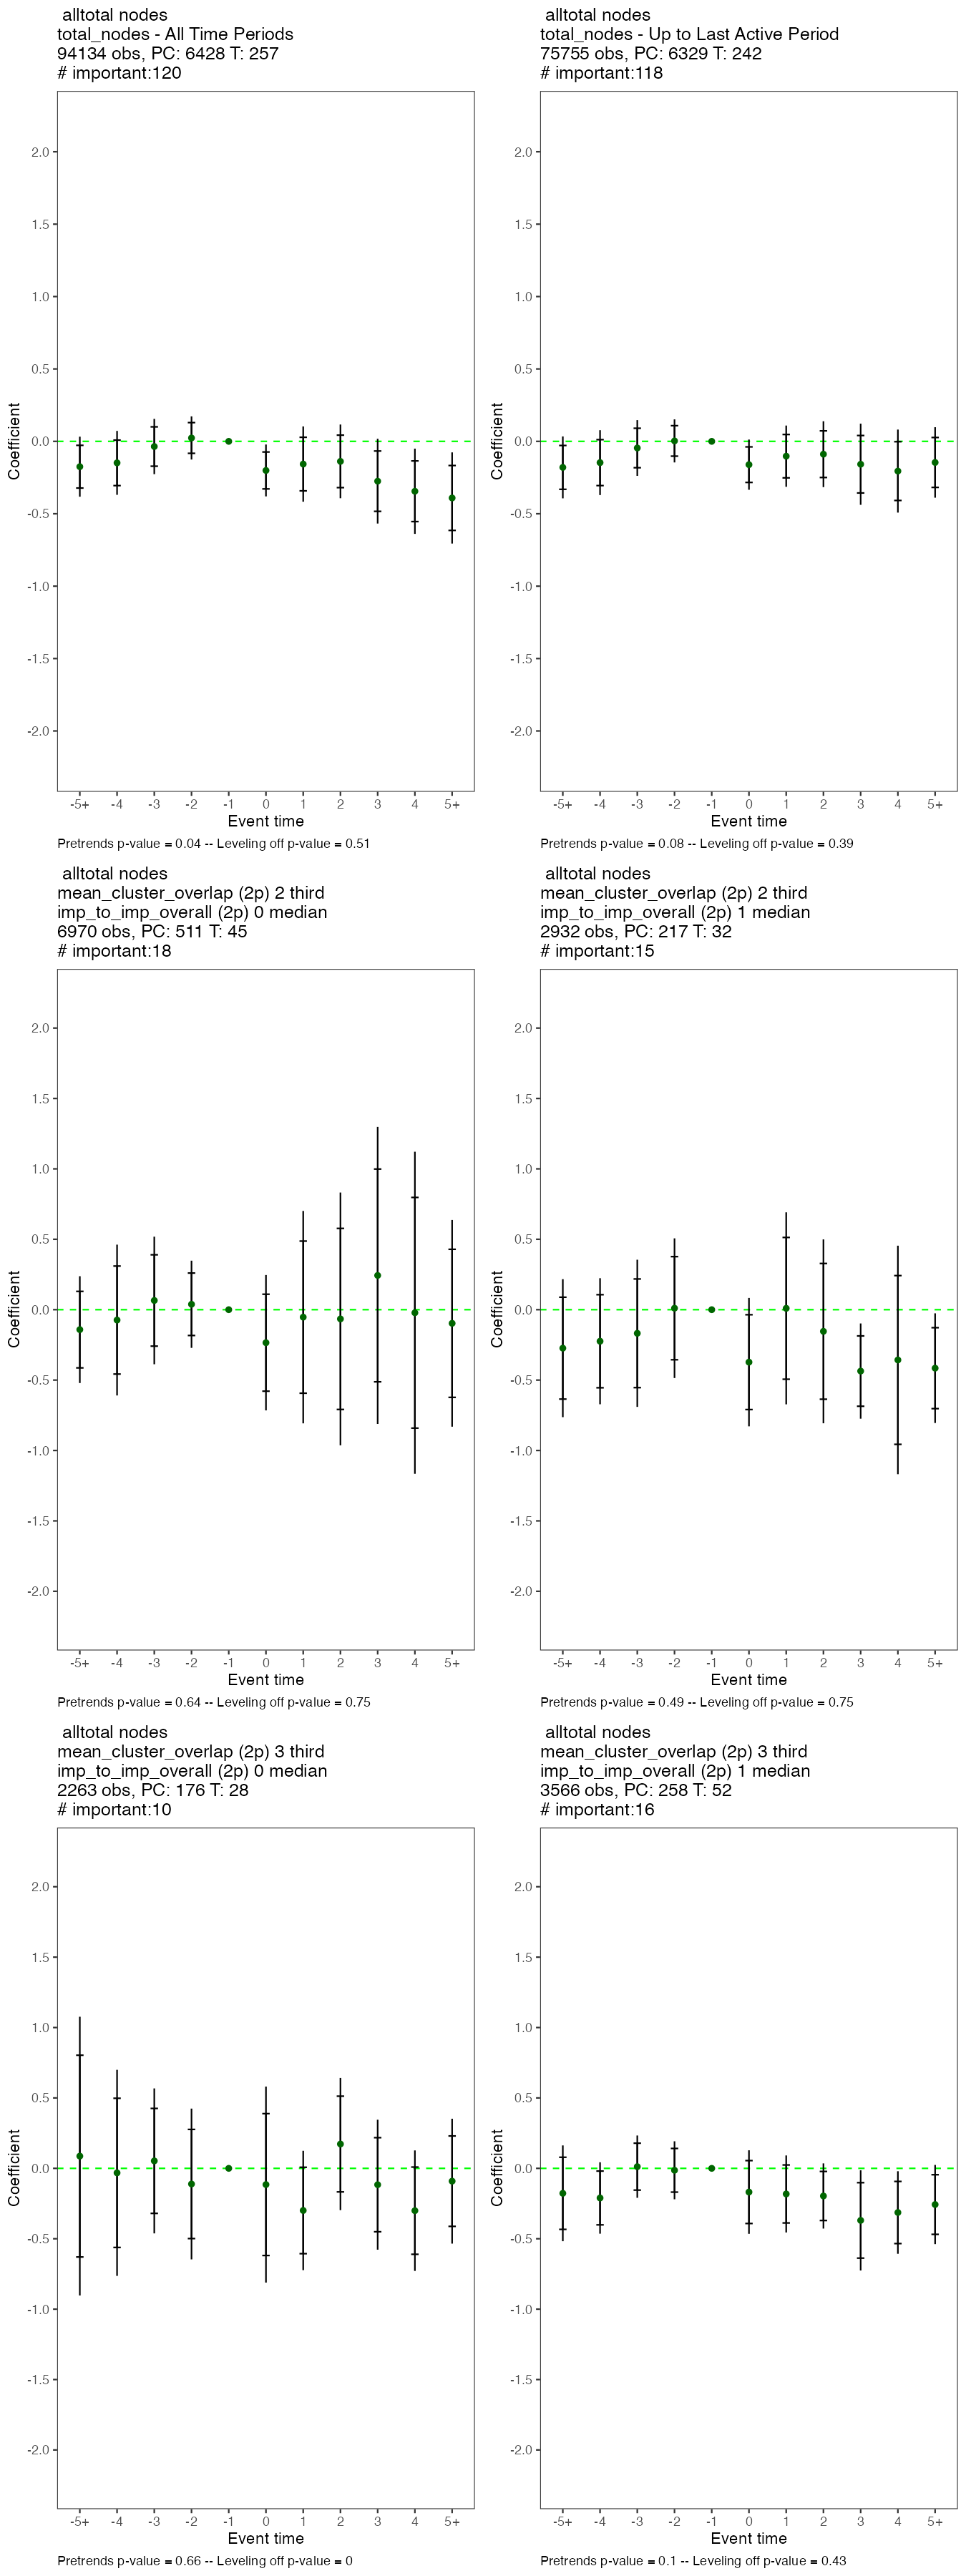 alltotal nodes
total_nodes - All Time Periods
94134 obs, PC: 6428 T: 257
# important:120
2.0
1.5
1.0
0.5
0.0
-0.5
-1.0
-1.5
-2.0
Coefficient
-5+ -4 -3 -2 -1 0 1 2 3 4 5+
Event time
Pretrends p-value = 0.04 -- Leveling off p-value = 0.51
alltotal nodes
total_nodes - Up to Last Active Period
75755 obs, PC: 6329 T: 242
# important:118
2.0
1.5
1.0
0.5
0.0
-0.5
-1.0
-1.5
-2.0
Coefficient
-5+ -4 -3 -2 -1 0 1 2 3 4 5+
Event time
Pretrends p-value = 0.08 -- Leveling off p-value = 0.39
alltotal nodes
mean_cluster_overlap (2p) 2 third
imp_to_imp_overall (2p) 0 median
6970 obs, PC: 511 T: 45
# important:18
2.0
1.5
1.0
0.5
0.0
-0.5
-1.0
-1.5
-2.0
Coefficient
-5+ -4 -3 -2 -1 0 1 2 3 4 5+
Event time
Pretrends p-value = 0.64 -- Leveling off p-value = 0.75
alltotal nodes
mean_cluster_overlap (2p) 2 third
imp_to_imp_overall (2p) 1 median
2932 obs, PC: 217 T: 32
# important:15
2.0
1.5
1.0
0.5
0.0
-0.5
-1.0
-1.5
-2.0
Coefficient
-5+ -4 -3 -2 -1 0 1 2 3 4 5+
Event time
Pretrends p-value = 0.49 -- Leveling off p-value = 0.75
alltotal nodes
mean_cluster_overlap (2p) 3 third
imp_to_imp_overall (2p) 0 median
2263 obs, PC: 176 T: 28
# important:10
2.0
1.5
1.0
0.5
0.0
-0.5
-1.0
-1.5
-2.0
Coefficient
-5+ -4 -3 -2 -1 0 1 2 3 4 5+
Event time
Pretrends p-value = 0.66 -- Leveling off p-value = 0
alltotal nodes
mean_cluster_overlap (2p) 3 third
imp_to_imp_overall (2p) 1 median
3566 obs, PC: 258 T: 52
# important:16
2.0
1.5
1.0
0.5
0.0
-0.5
-1.0
-1.5
-2.0
Coefficient
-5+ -4 -3 -2 -1 0 1 2 3 4 5+
Event time
Pretrends p-value = 0.1 -- Leveling off p-value = 0.43